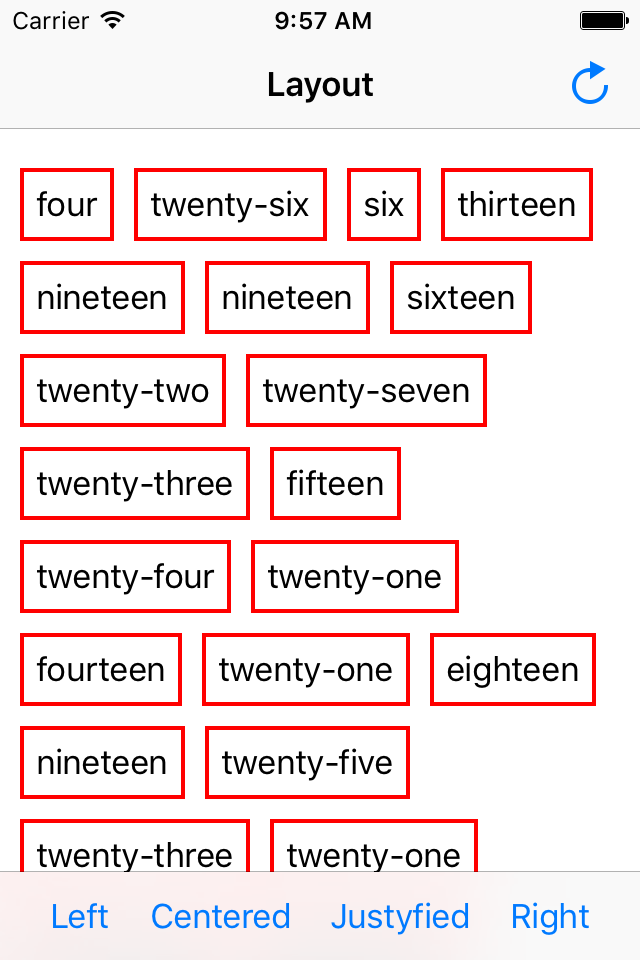 Carrier 9:57 AM
Layout
four twenty-six six thirteen
nineteen nineteen sixteen
twenty-two twenty-seven
twenty-three fifteen
twenty-four twenty-one
fourteen twenty-one eighteen
nineteen twenty-five
twenty-three twenty-one
Left Centered Justyfied Right